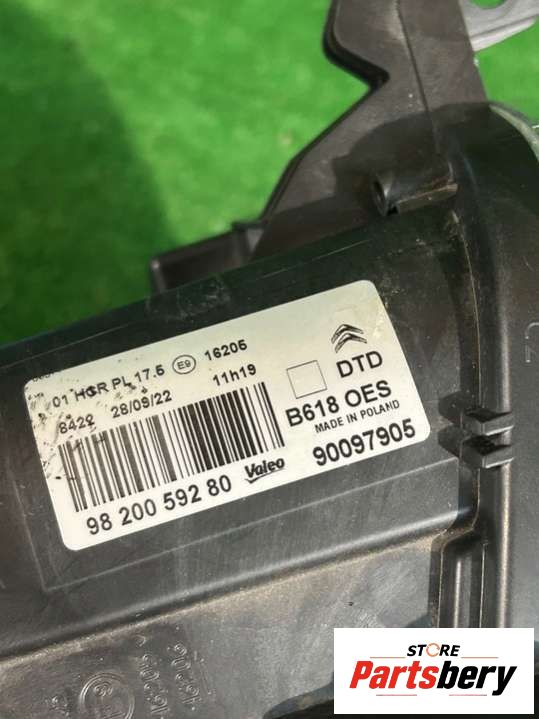 01 HCR PL 17.5 E9 16205
8422 28/09/22 11h19
DTD
B618 OES
MADE IN POLAND
98 200 592 80 Valeo 90097905
STORE
Partsbery